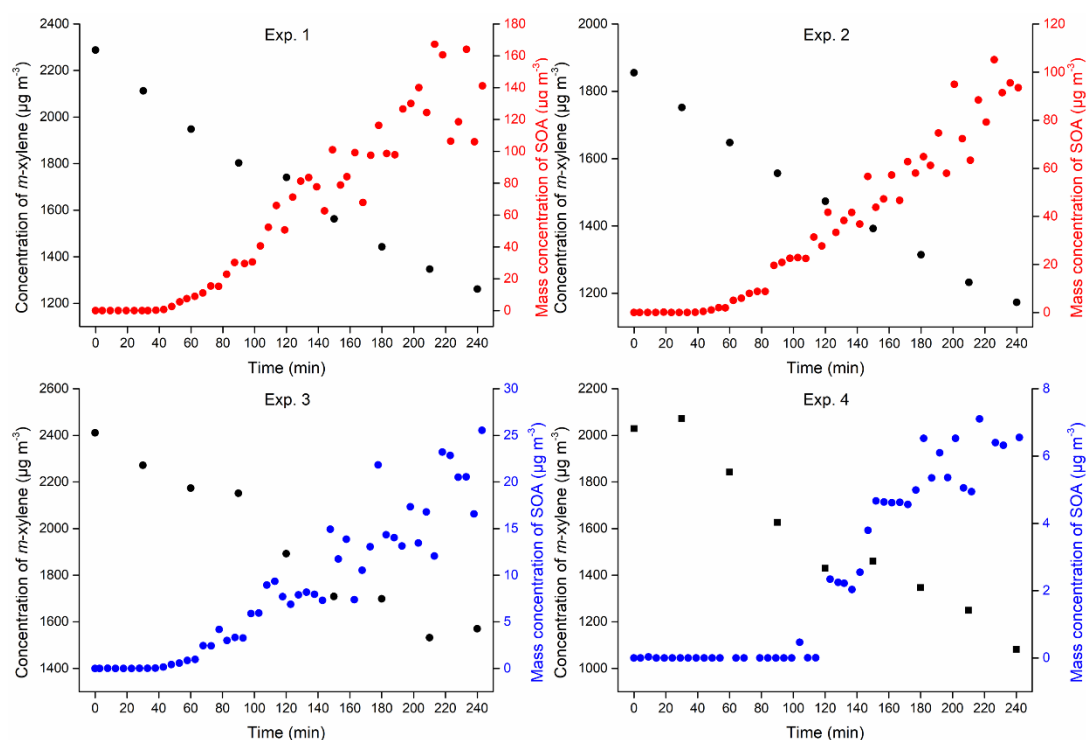 Exp. 1
Concentration of m-xylene (µg m⁻³)
2400
2200
2000
1800
1600
1400
1200
0 20 40 60 80 100 120 140 160 180 200 220 240
Time (min)
180
160
140
120
100
80
60
40
20
0
Mass concentration of SOA (µg m⁻³)
Exp. 2
Concentration of m-xylene (µg m⁻³)
2000
1800
1600
1400
1200
0 20 40 60 80 100 120 140 160 180 200 220 240
Time (min)
120
100
80
60
40
20
0
Mass concentration of SOA (µg m⁻³)
Exp. 3
Concentration of m-xylene (µg m⁻³)
2600
2400
2200
2000
1800
1600
1400
0 20 40 60 80 100 120 140 160 180 200 220 240
Time (min)
30
25
20
15
10
5
0
Mass concentration of SOA (µg m⁻³)
Exp. 4
Concentration of m-xylene (µg m⁻³)
2200
2000
1800
1600
1400
1200
1000
0 20 40 60 80 100 120 140 160 180 200 220 240
Time (min)
8
6
4
2
0
Mass concentration of SOA (µg m⁻³)